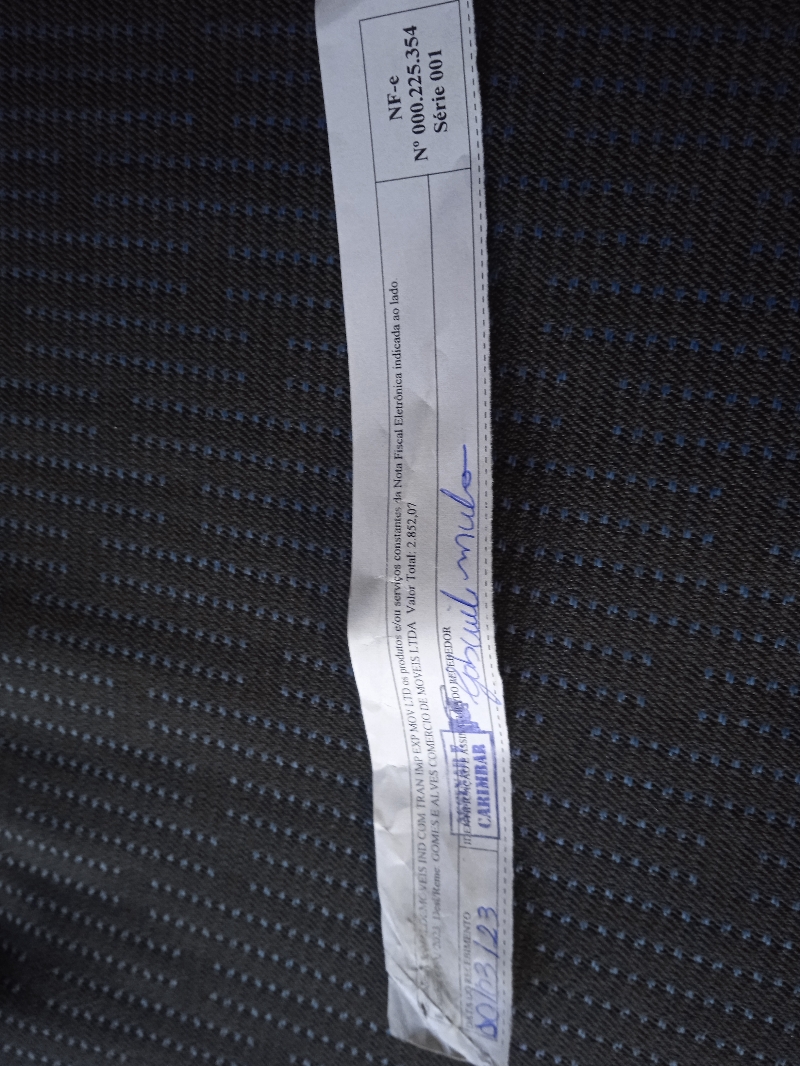 MOVEIS IND COM TRAN IMP EXP MOV LTD os produtos e/ou serviços constantes da Nota Fiscal Eletrônica indicada ao lado
GOMES E ALVES COMERCIO DE MOVEIS LTDA Valor Total: 2.852,07
NF-e
Nº 000.225.354
Série 001
DATA DO RECEBIMENTO
/03/23
RECEBEDOR
ASSINAR E
CARIMBAR